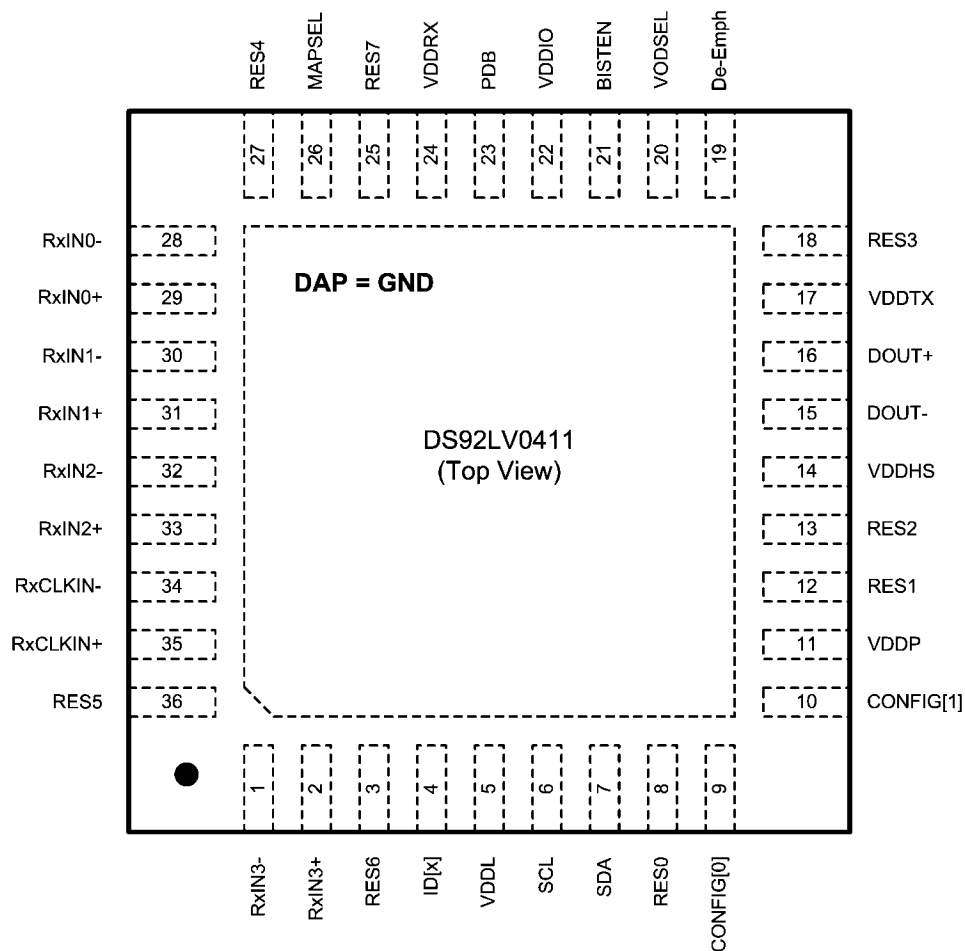 RES4
MAPSEL
RES7
VDDRX
PDB
VDDIO
BISTEN
VODSEL
De-Emph
27
26
25
24
23
22
21
20
19
RxIN0- 28
RxIN0+ 29
RxIN1- 30
RxIN1+ 31
RxIN2- 32
RxIN2+ 33
RxCLKIN- 34
RxCLKIN+ 35
RES5 36
DAP = GND
DS92LV0411
(Top View)
18 RES3
17 VDDTX
16 DOUT+
15 DOUT-
14 VDDHS
13 RES2
12 RES1
11 VDDP
10 CONFIG[1]
1
2
3
4
5
6
7
8
9
RxIN3-
RxIN3+
RES6
ID[x]
VDDL
SCL
SDA
RES0
CONFIG[0]